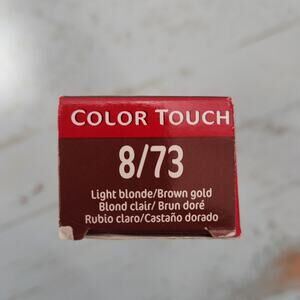 COLOR TOUCH
8/73
Light blonde/Brown gold
Blond clair/ Brun doré
Rubio claro/Castaño dorado